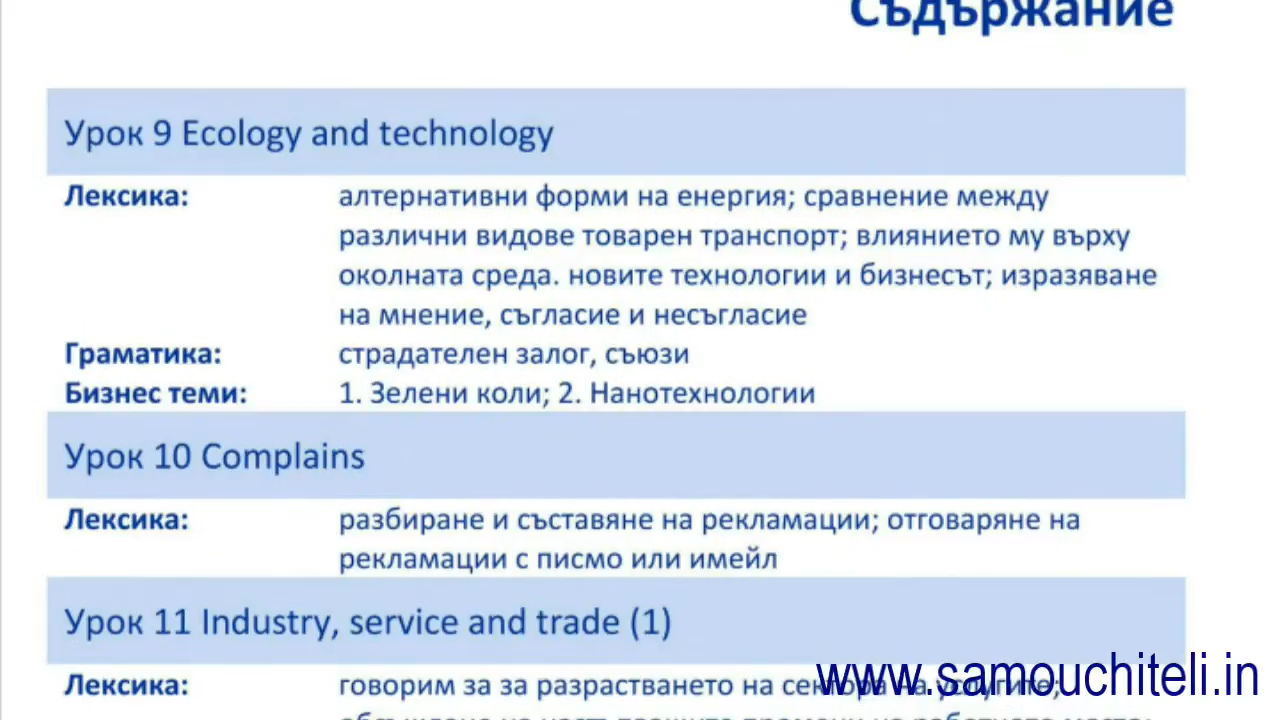 Съдържание
Урок 9 Ecology and technology
Лексика: алтернативни форми на енергия; сравнение между
различни видове товарен транспорт; влиянието му върху
околната среда. новите технологии и бизнесът; изразяване
на мнение, съгласие и несъгласие
Граматика: страдателен залог, съюзи
Бизнес теми: 1. Зелени коли; 2. Нанотехнологии
Урок 10 Complains
Лексика: разбиране и съставяне на рекламации; отговаряне на
рекламации с писмо или имейл
Урок 11 Industry, service and trade (1)
Лексика: говорим за за разрастването на сектора на услугите;
www.samouchiteli.in